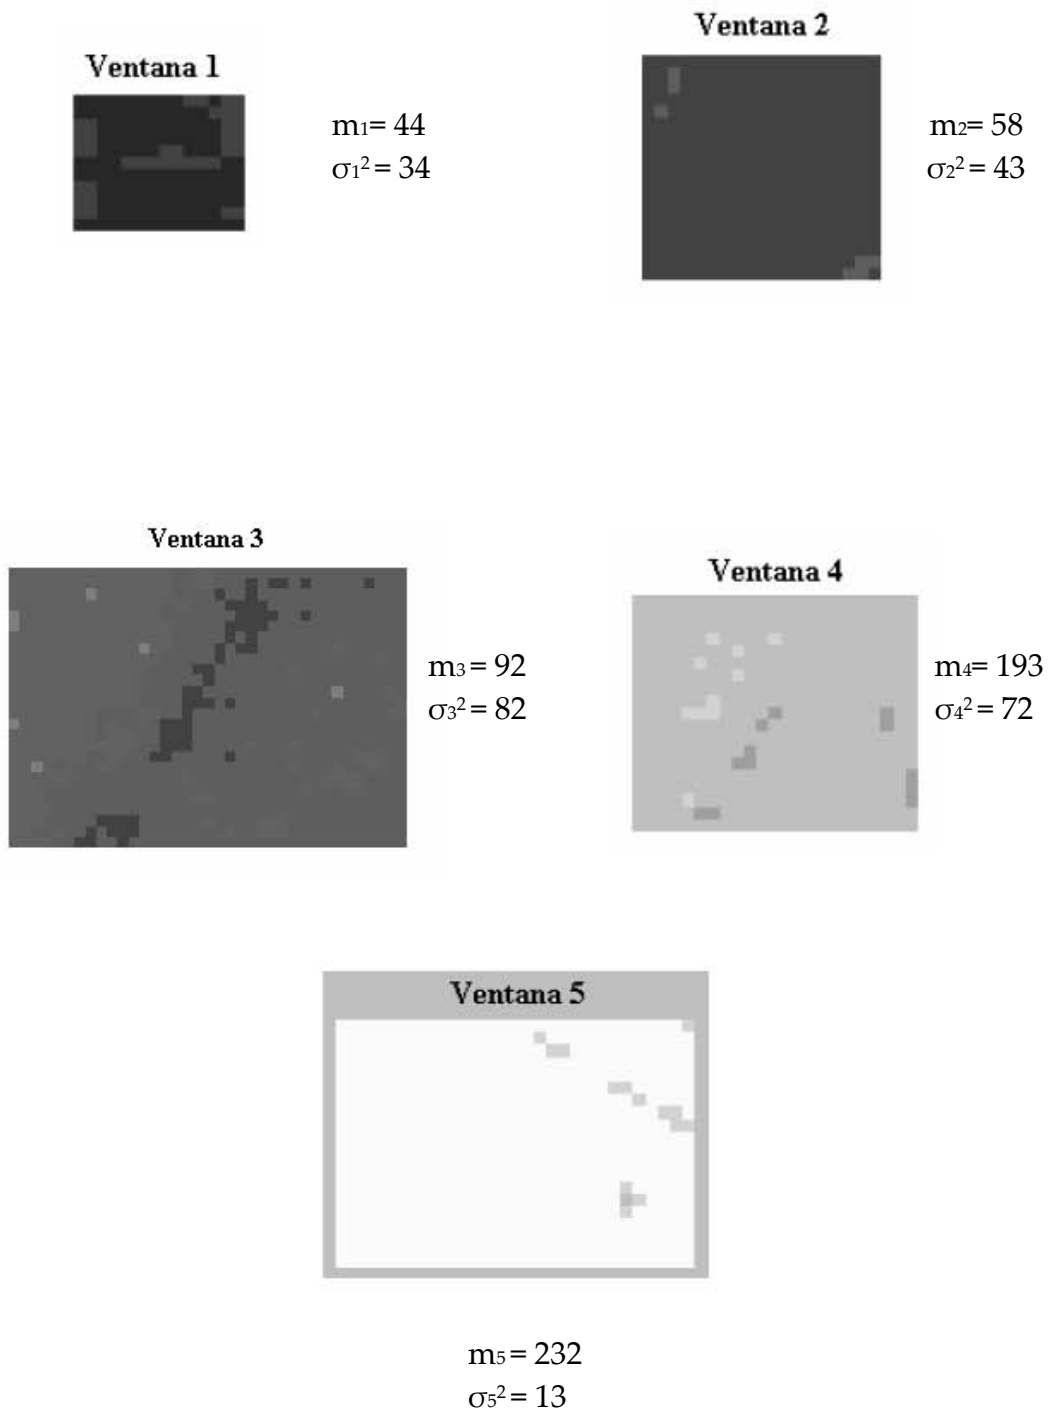 Ventana 1
m1= 44
σ1²= 34
Ventana 2
m2= 58
σ2²= 43
Ventana 3
m3= 92
σ3²= 82
Ventana 4
m4= 193
σ4²= 72
Ventana 5
m5= 232
σ5²= 13